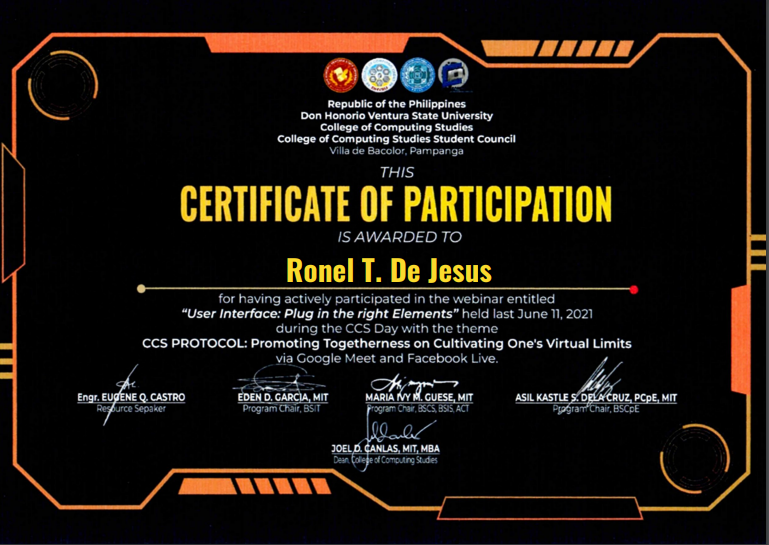 Republic of the Philippines
Don Honorio Ventura State University
College of Computing Studies
College of Computing Studies Student Council
Villa de Bacolor, Pampanga
THIS
CERTIFICATE OF PARTICIPATION
IS AWARDED TO
Ronel T. De Jesus
for having actively participated in the webinar entitled
“User Interface: Plug in the right Elements” held last June 11, 2021
during the CCS Day with the theme
CCS PROTOCOL: Promoting Togetherness on Cultivating One's Virtual Limits
via Google Meet and Facebook Live.
Engr. EUGENE Q. CASTRO
Resource Sepaker
EDEN D. GARCIA, MIT
Program Chair, BSIT
MARIA IVY M. GUESE, MIT
Program Chair, BSCS, BSIS, ACT
ASIL KASTLE S. DELA CRUZ, PCpE, MIT
Program Chair, BSCpE
JOEL D. CANLAS, MIT, MBA
Dean, College of Computing Studies